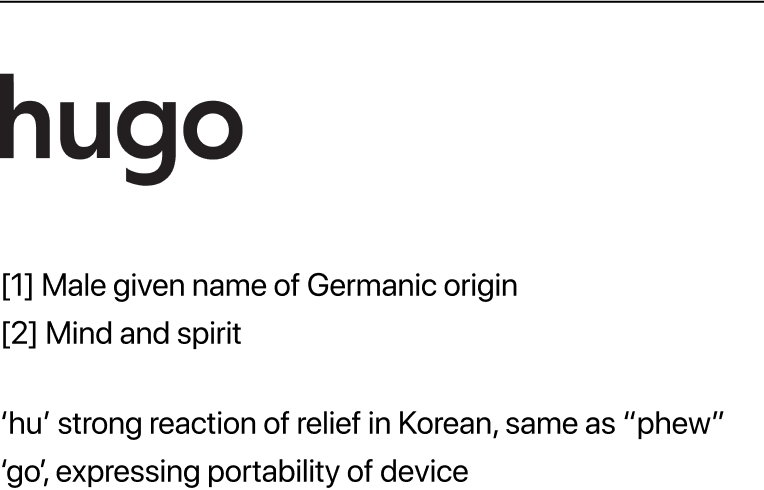 hugo
[1] Male given name of Germanic origin
[2] Mind and spirit
‘hu’ strong reaction of relief in Korean, same as “phew”
‘go’, expressing portability of device